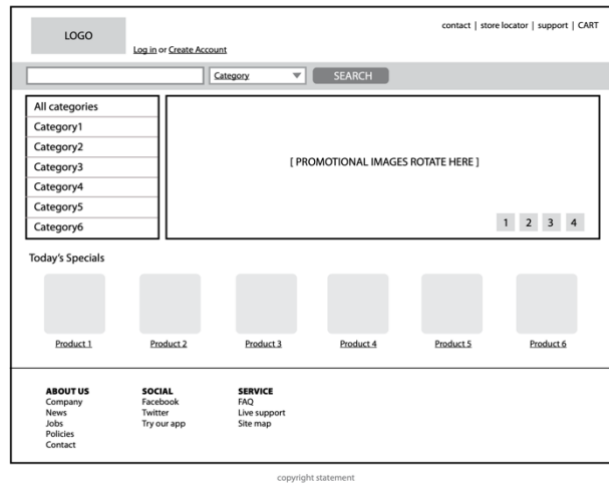 contact | store locator | support | CART
LOGO
Log in or Create Account
Category
SEARCH
All categories
Category1
Category2
Category3
Category4
Category5
Category6
[ PROMOTIONAL IMAGES ROTATE HERE ]
1 2 3 4
Today's Specials
Product 1 Product 2 Product 3 Product 4 Product 5 Product 6
ABOUT US
Company
News
Jobs
Policies
Contact
SOCIAL
Facebook
Twitter
Try our app
SERVICE
FAQ
Live support
Site map
copyright statement